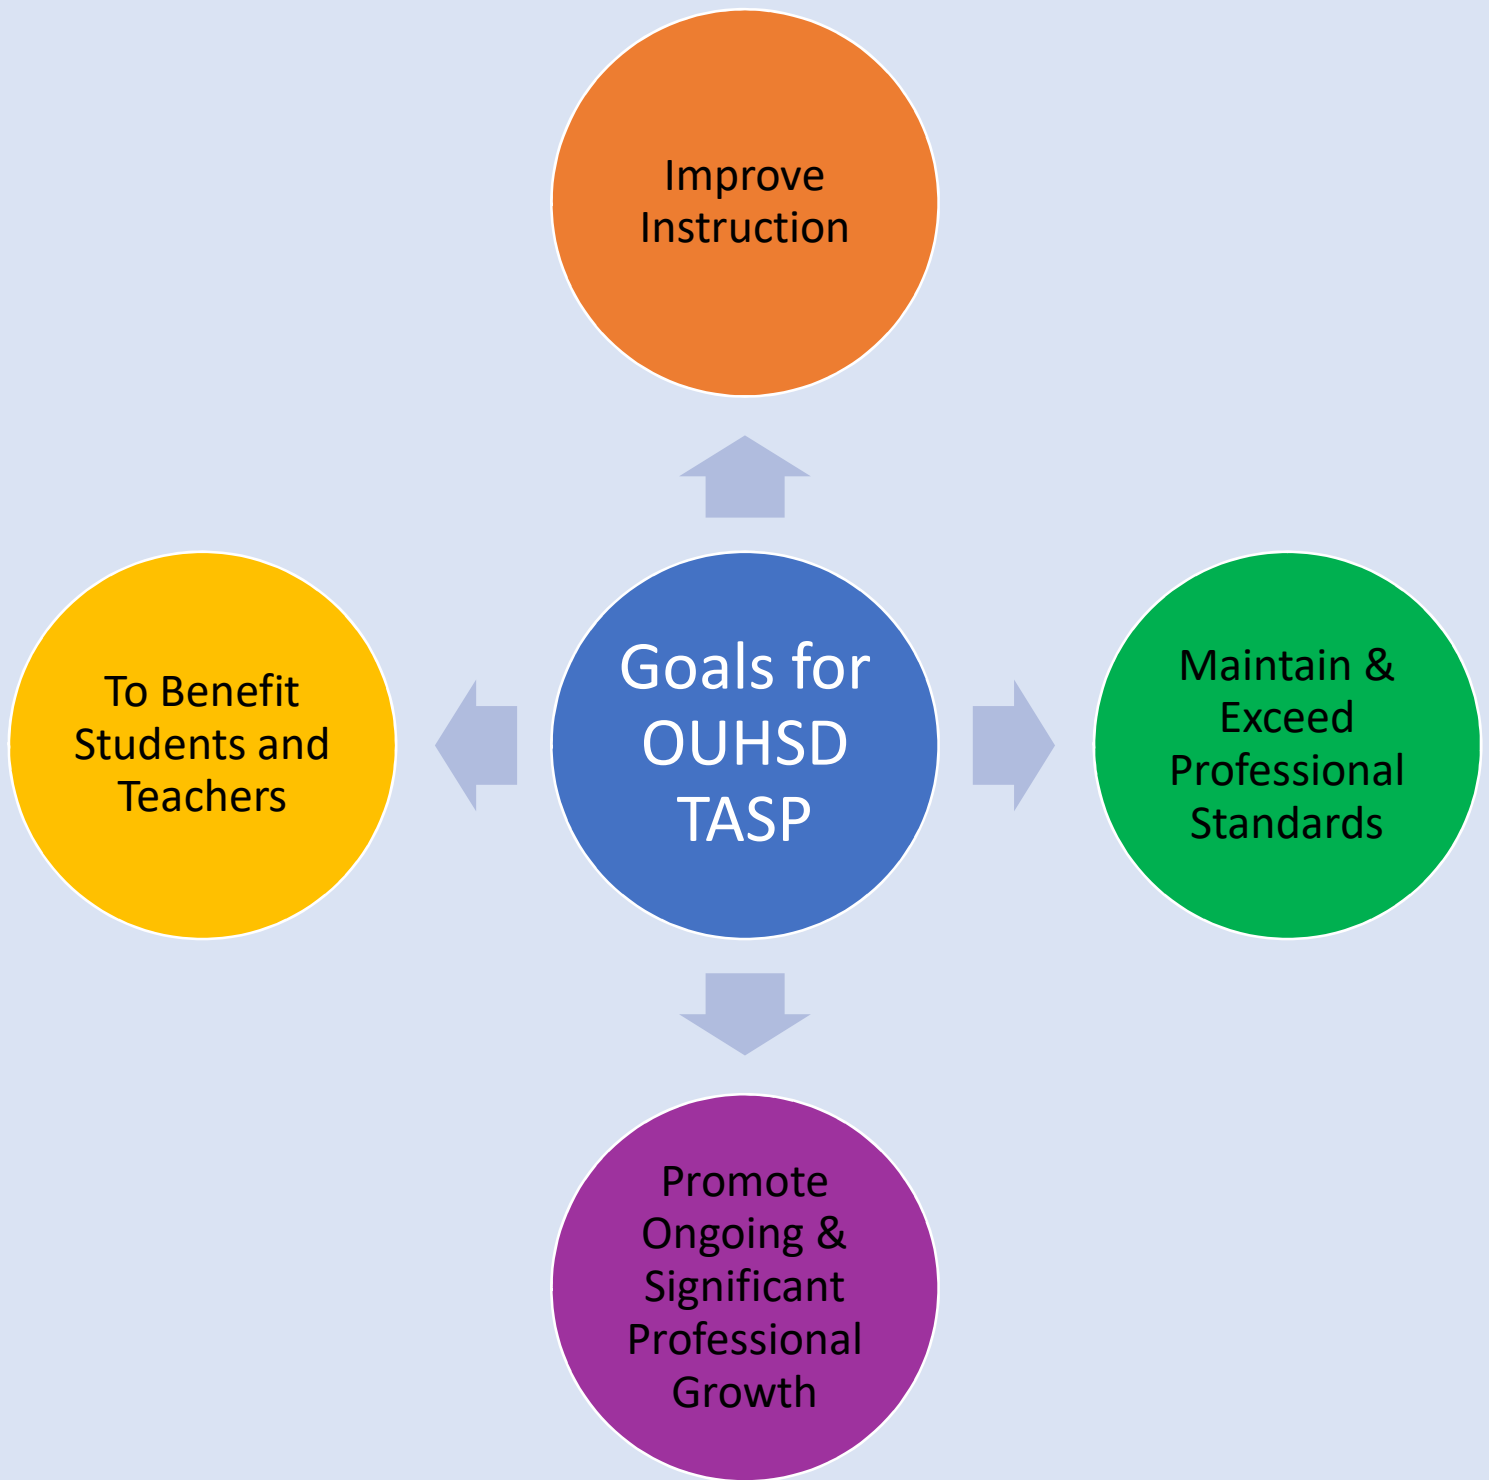 Improve
Instruction
To Benefit
Students and
Teachers
Goals for
OUHSD
TASP
Maintain &
Exceed
Professional
Standards
Promote
Ongoing &
Significant
Professional
Growth